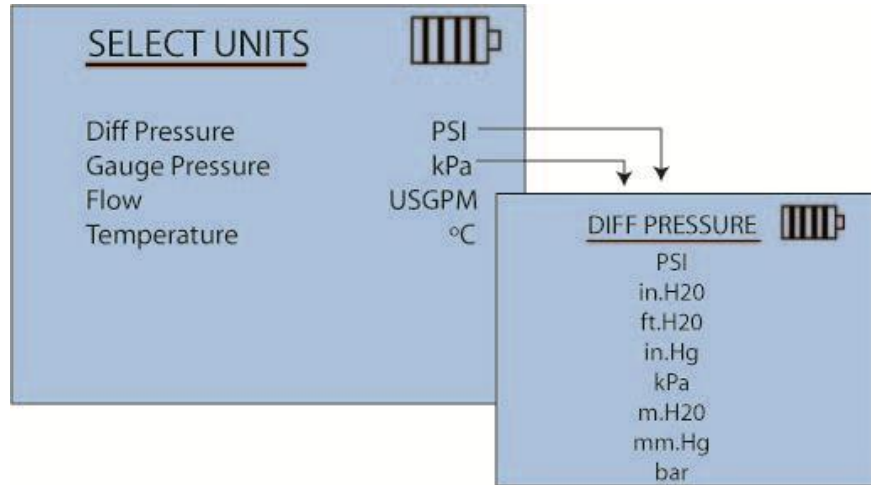 SELECT UNITS
Diff Pressure PSI
Gauge Pressure kPa
Flow USGPM
Temperature °C
DIFF PRESSURE
PSI
in.H20
ft.H20
in.Hg
kPa
m.H20
mm.Hg
bar